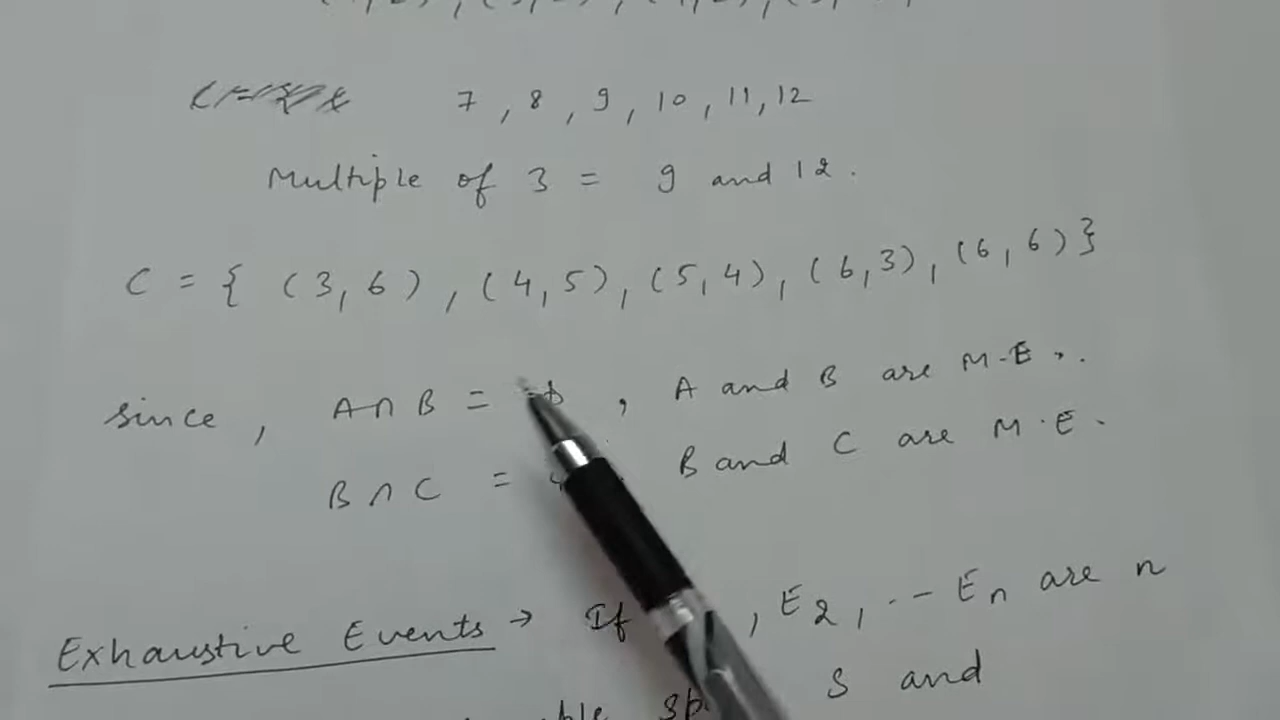 7 , 8 , 9 , 10 , 11 , 12
Multiple of 3 = 9 and 12 .
C = { (3,6) , (4,5) , (5,4) , (6,3) , (6,6) }
since , A ∩ B = ϕ , A and B are M.E..
B ∩ C = B and C are M.E.
Exhaustive Events → If , E2 , .-- En are n
S and